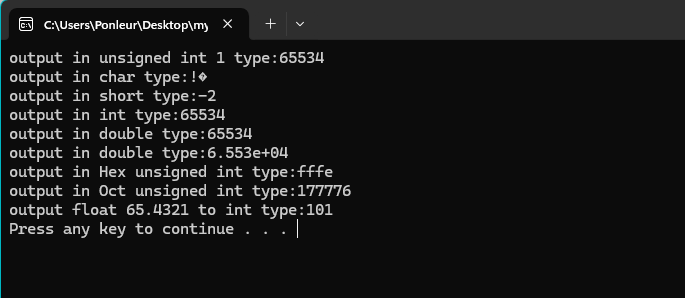 C:\Users\Ponleur\Desktop\my
output in unsigned int 1 type:65534
output in char type:!�
output in short type:-2
output in int type:65534
output in double type:65534
output in double type:6.553e+04
output in Hex unsigned int type:fffe
output in Oct unsigned int type:177776
output float 65.4321 to int type:101
Press any key to continue . . .